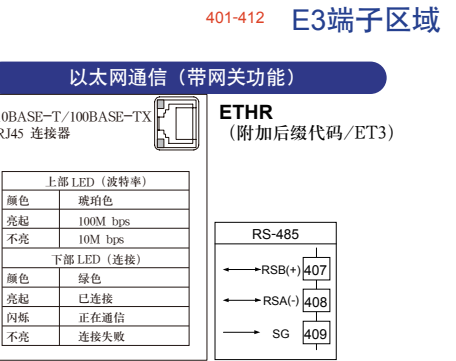 401-412 E3端子区域
以太网通信（带网关功能）
0BASE-T/100BASE-TX
RJ45 连接器
ETHR
（附加后缀代码/ET3）
上部 LED（波特率）
颜色 琥珀色
亮起 100M bps
不亮 10M bps
下部 LED（连接）
颜色 绿色
亮起 已连接
闪烁 正在通信
不亮 连接失败
RS-485
RSB(+) 407
RSA(-) 408
SG 409